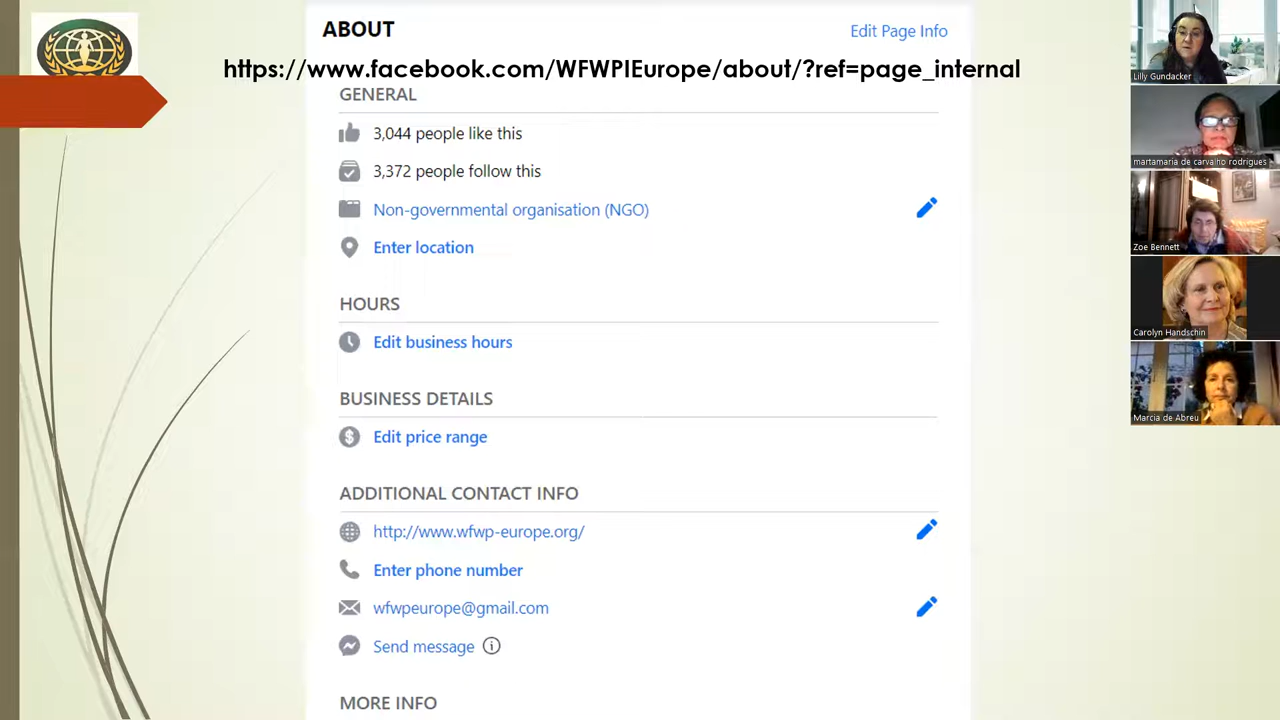 ABOUT
Edit Page Info
https://www.facebook.com/WFWPIEurope/about/?ref=page_internal
GENERAL
3,044 people like this
3,372 people follow this
Non-governmental organisation (NGO)
Enter location
HOURS
Edit business hours
BUSINESS DETAILS
Edit price range
ADDITIONAL CONTACT INFO
http://www.wfwp-europe.org/
Enter phone number
wfwpeurope@gmail.com
Send message
MORE INFO
Lilly Gundacker
martamaria de carvalho rodrigues
Zoe Bennett
Carolyn Handschin
Marcia de Abreu